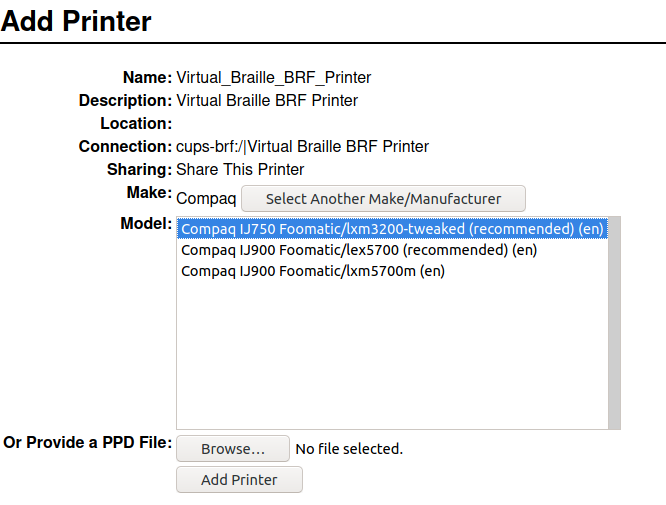 Add Printer
Name: Virtual_Braille_BRF_Printer
Description: Virtual Braille BRF Printer
Location:
Connection: cups-brf:/|Virtual Braille BRF Printer
Sharing: Share This Printer
Make: Compaq Select Another Make/Manufacturer
Model: Compaq IJ750 Foomatic/lxm3200-tweaked (recommended) (en)
Compaq IJ900 Foomatic/lex5700 (recommended) (en)
Compaq IJ900 Foomatic/lxm5700m (en)
Or Provide a PPD File: Browse... No file selected.
Add Printer